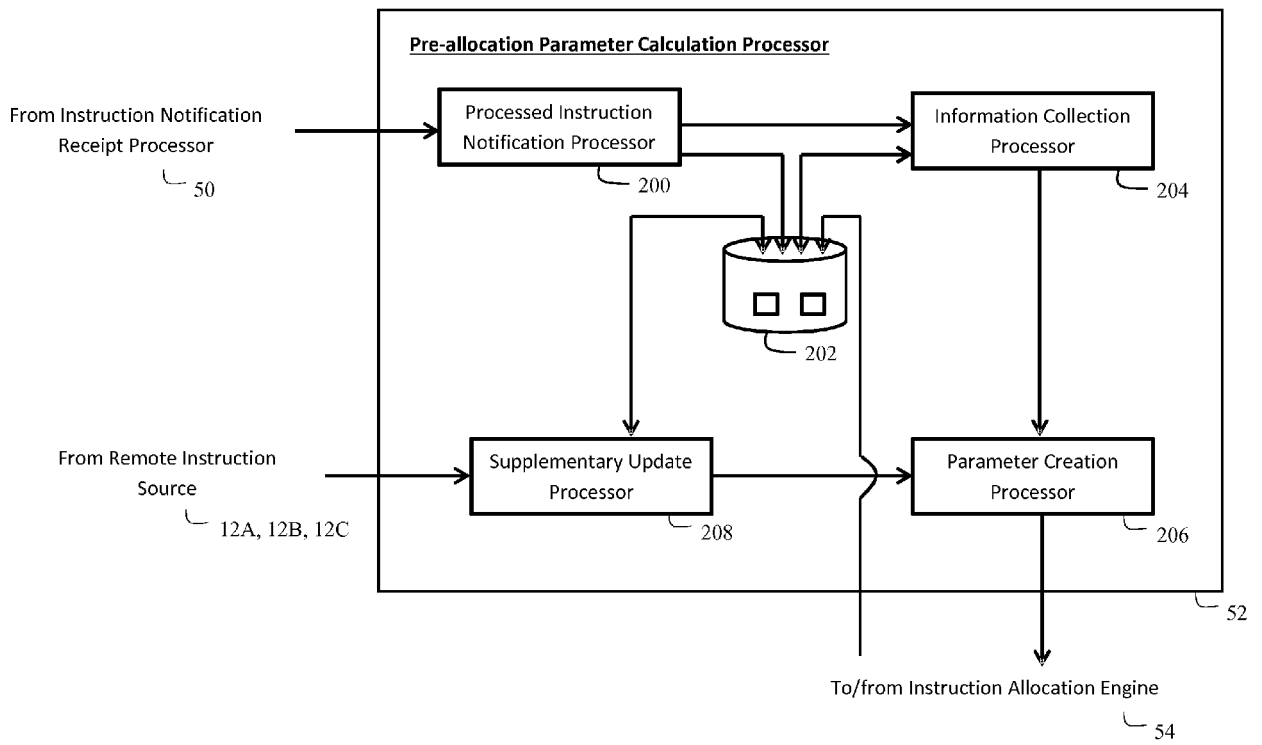 Pre-allocation Parameter Calculation Processor
From Instruction Notification
Receipt Processor
50
Processed Instruction
Notification Processor
200
Information Collection
Processor
204
202
From Remote Instruction
Source
12A, 12B, 12C
Supplementary Update
Processor
208
Parameter Creation
Processor
206
52
To/from Instruction Allocation Engine
54